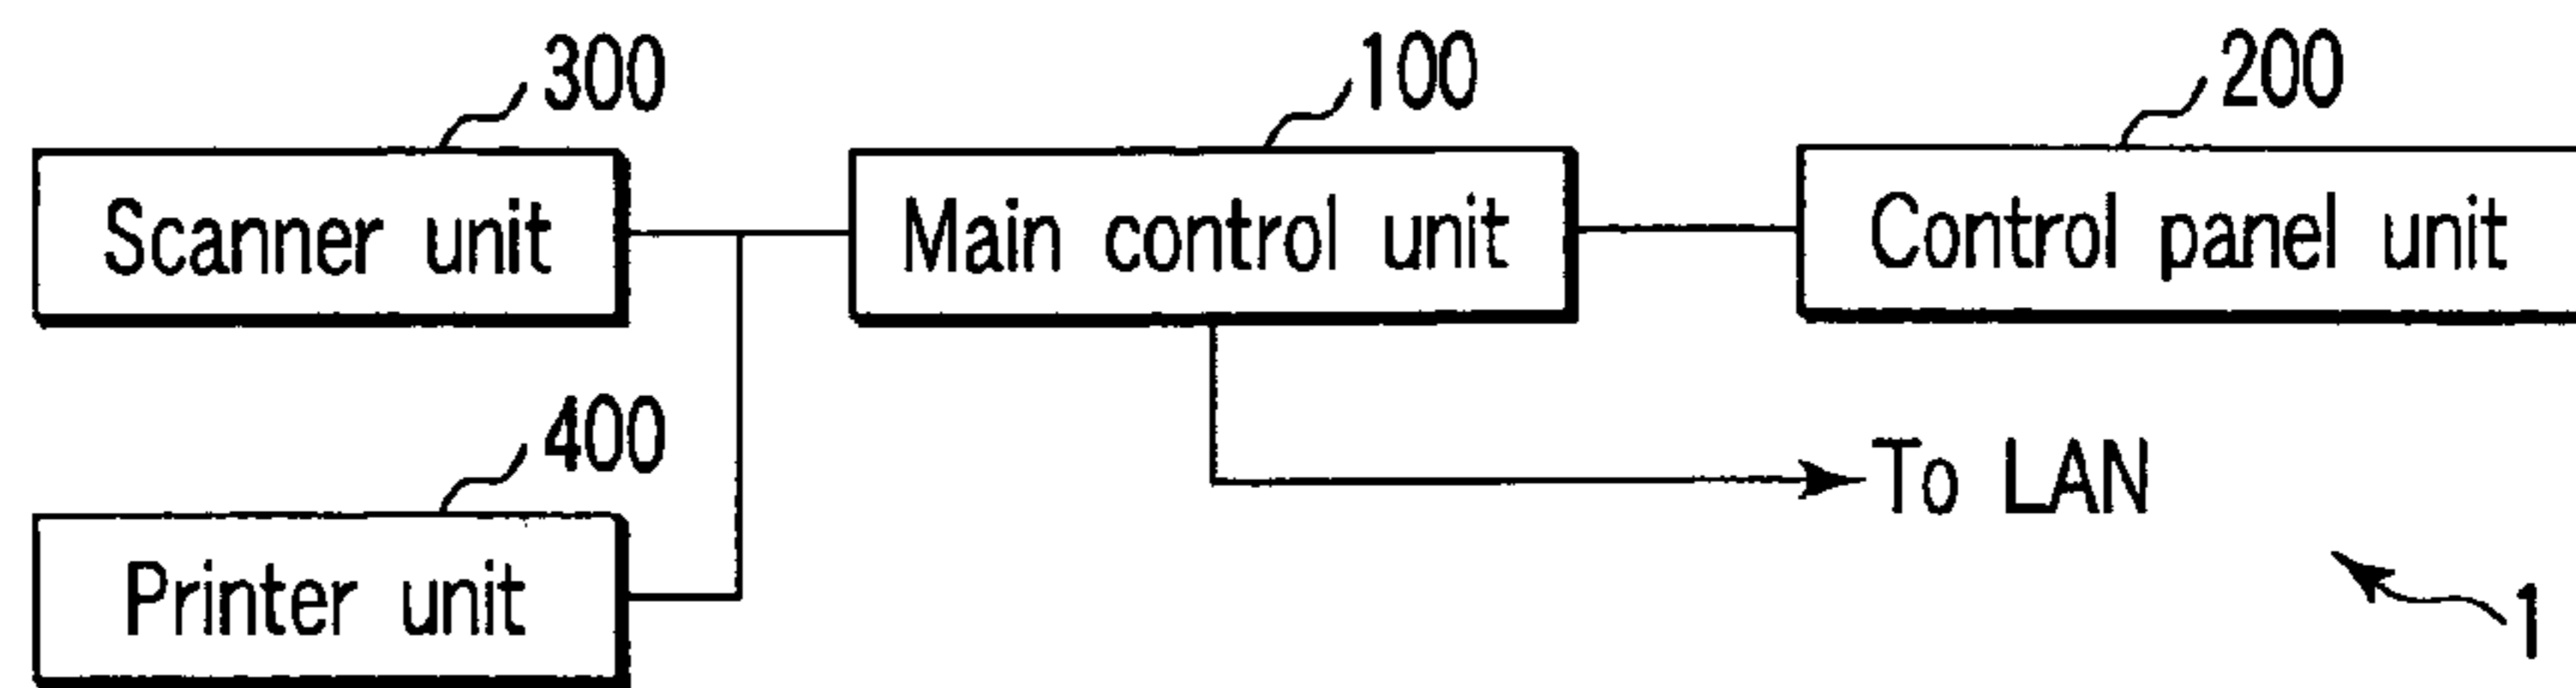 300
100
200
Scanner unit
Main control unit
Control panel unit
400
To LAN
Printer unit
1